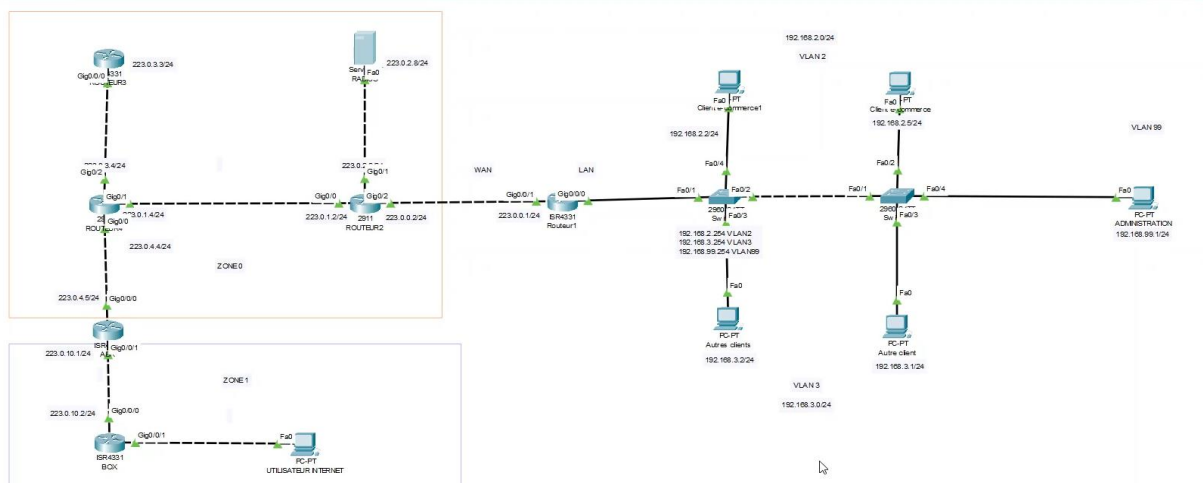 192.168.2.0/24
VLAN 2
VLAN 99
223.0.3.3/24
Gig0/0/0
223.0.2.8/24
Fa0
Fa0
PT
Fa0
PT
192.168.2.2/24
192.168.2.5/24
Gig0/2
Gig0/1
WAN
LAN
Fa0/4
Fa0/2
Gig0/1
223.0.1.4/24
Gig0/0
Gig0/0
223.0.1.2/24
Gig0/2
223.0.0.2/24
2911
ROUTEUR2
Gig0/0/1
223.0.0.1/24
Gig0/0/0
ISR4331
Routeur1
Fa0/1
Fa0/2
Fa0/3
Fa0/1
Fa0/4
Fa0/3
Fa0
PC-PT
ADMINISTRATION
192.168.99.1/24
192.168.2.254 VLAN2
192.168.3.254 VLAN3
192.168.99.254 VLAN99
223.0.4.4/24
ZONE0
223.0.4.5/24
Gig0/0/0
Fa0
PC-PT
Autres clients
192.168.3.2/24
Fa0
PC-PT
Autre client
192.168.3.1/24
223.0.10.1/24
Gig0/0/1
ZONE1
VLAN 3
192.168.3.0/24
223.0.10.2/24
Gig0/0/0
Gig0/0/1
ISR4331
BOX
Fa0
PC-PT
UTILISATEUR INTERNET